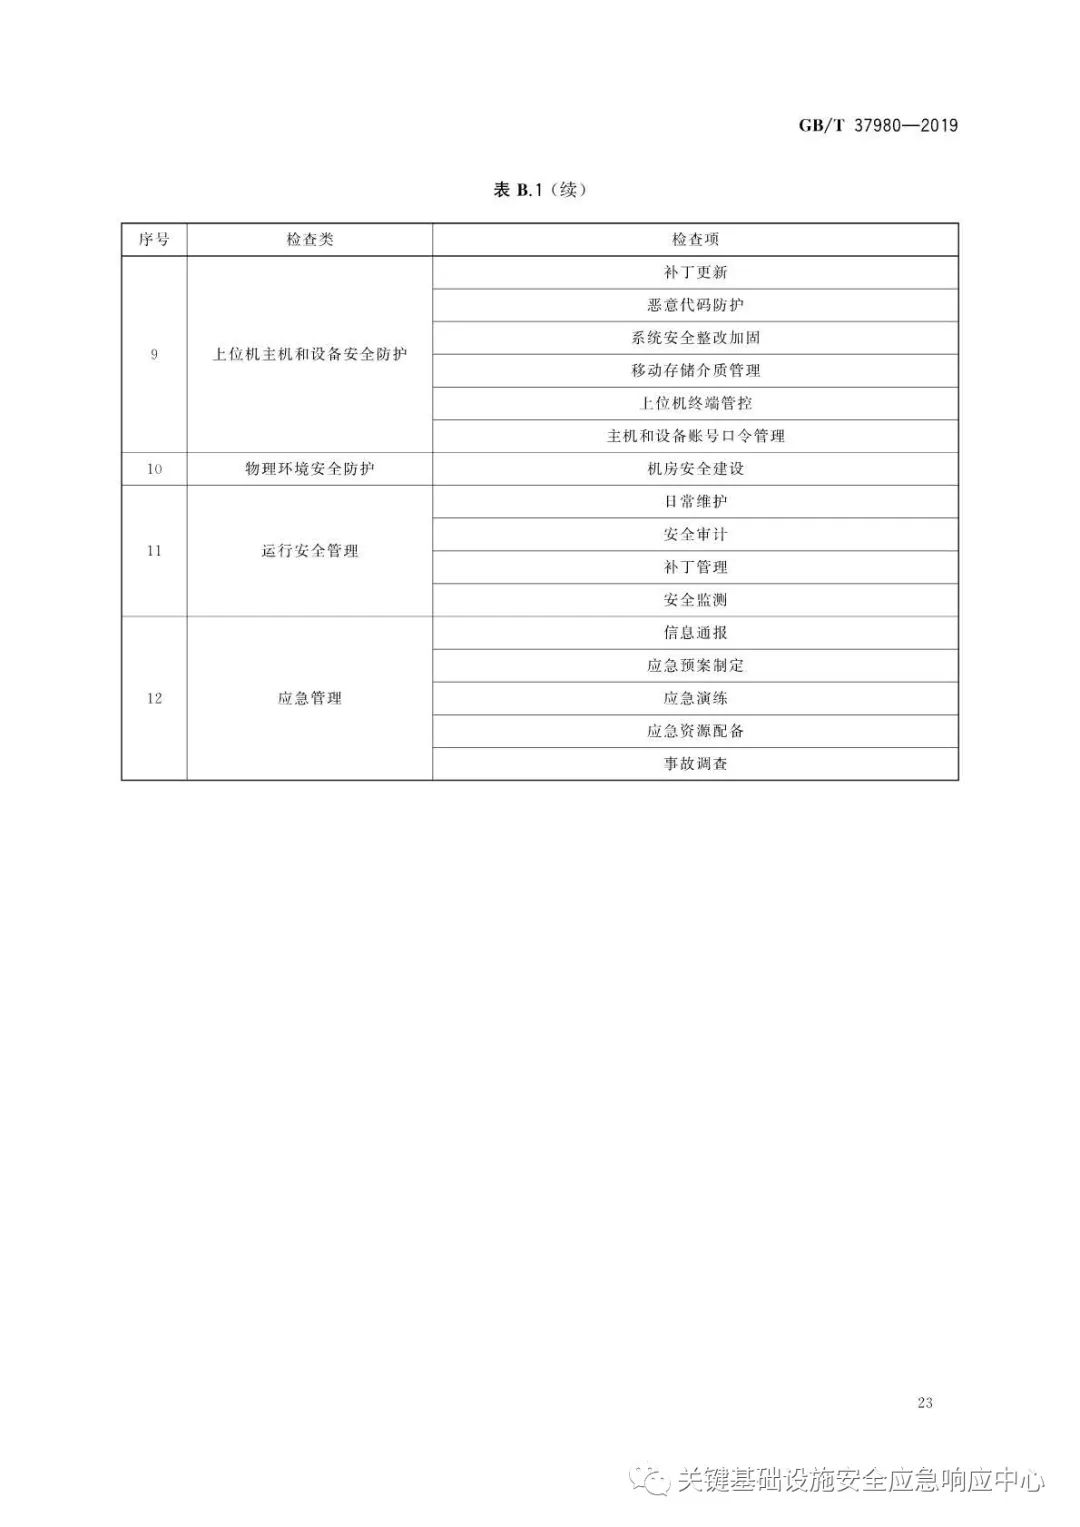 GB/T 37980—2019
表 B.1（续）
序号 检查类 检查项
9 上位机主机和设备安全防护 补丁更新
恶意代码防护
系统安全整改加固
移动存储介质管理
上位机终端管控
主机和设备账号口令管理
10 物理环境安全防护 机房安全建设
11 运行安全管理 日常维护
安全审计
补丁管理
安全监测
12 应急管理 信息通报
应急预案制定
应急演练
应急资源配备
事故调查
23
关键基础设施安全应急响应中心